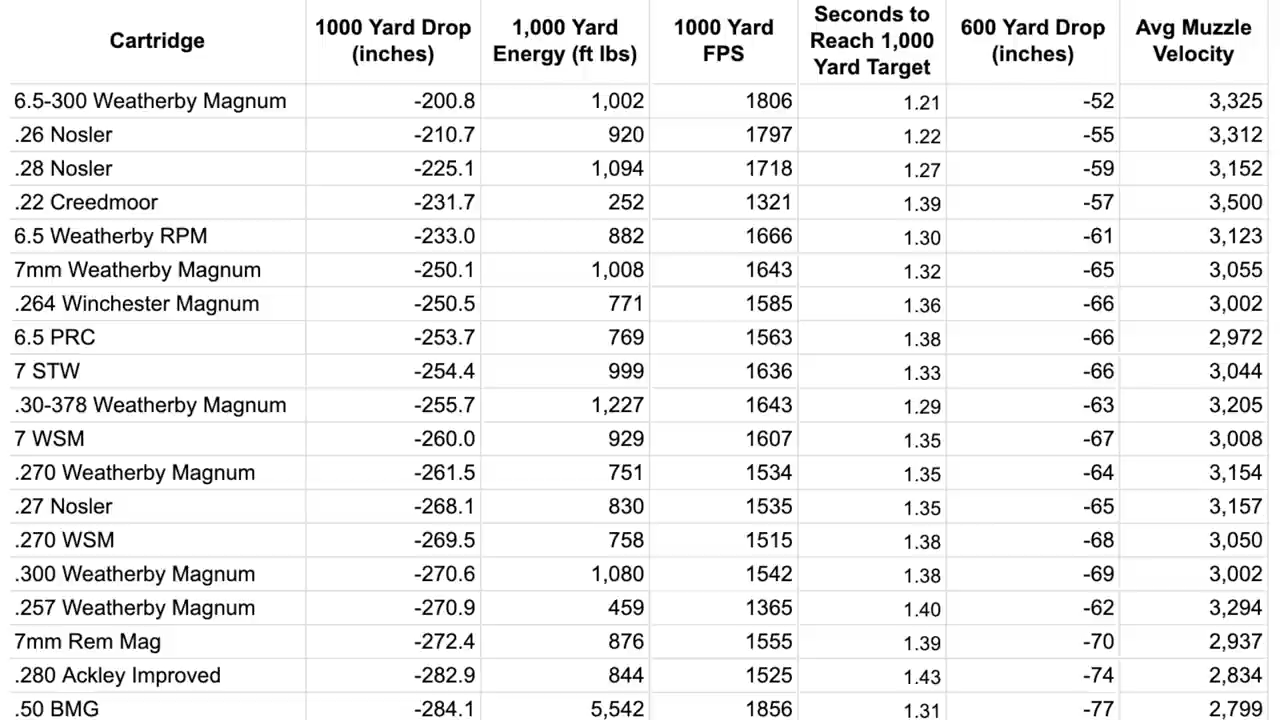 Cartridge 1000 Yard Drop (inches) 1,000 Yard Energy (ft lbs) 1000 Yard FPS Seconds to Reach 1,000 Yard Target 600 Yard Drop (inches) Avg Muzzle Velocity
6.5-300 Weatherby Magnum -200.8 1,002 1806 1.21 -52 3,325
.26 Nosler -210.7 920 1797 1.22 -55 3,312
.28 Nosler -225.1 1,094 1718 1.27 -59 3,152
.22 Creedmoor -231.7 252 1321 1.39 -57 3,500
6.5 Weatherby RPM -233.0 882 1666 1.30 -61 3,123
7mm Weatherby Magnum -250.1 1,008 1643 1.32 -65 3,055
.264 Winchester Magnum -250.5 771 1585 1.36 -66 3,002
6.5 PRC -253.7 769 1563 1.38 -66 2,972
7 STW -254.4 999 1636 1.33 -66 3,044
.30-378 Weatherby Magnum -255.7 1,227 1643 1.29 -63 3,205
7 WSM -260.0 929 1607 1.35 -67 3,008
.270 Weatherby Magnum -261.5 751 1534 1.35 -64 3,154
.27 Nosler -268.1 830 1535 1.35 -65 3,157
.270 WSM -269.5 758 1515 1.38 -68 3,050
.300 Weatherby Magnum -270.6 1,080 1542 1.38 -69 3,002
.257 Weatherby Magnum -270.9 459 1365 1.40 -62 3,294
7mm Rem Mag -272.4 876 1555 1.39 -70 2,937
.280 Ackley Improved -282.9 844 1525 1.43 -74 2,834
.50 BMG -284.1 5,542 1856 1.31 -77 2,799